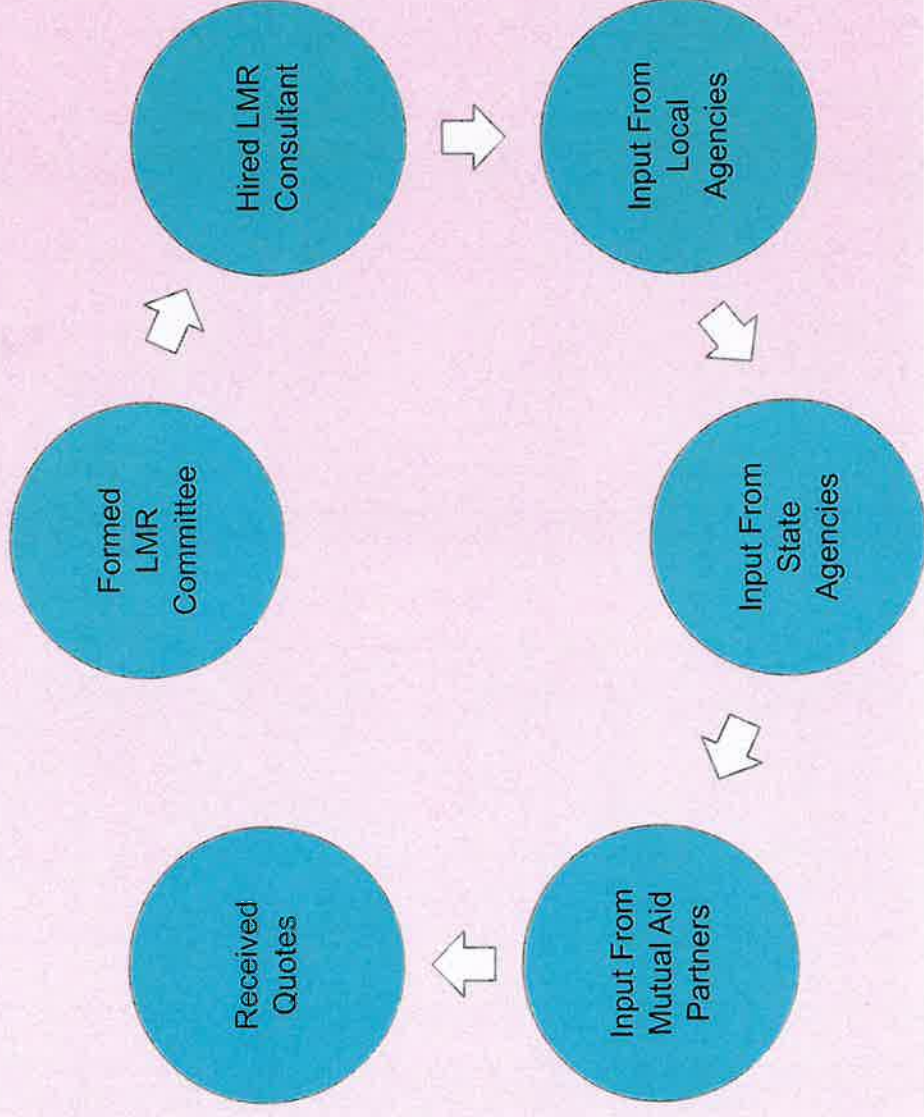 Formed
LMR
Committee
Hired LMR
Consultant
Input From
Local
Agencies
Input From
State
Agencies
Input From
Mutual Aid
Partners
Received
Quotes